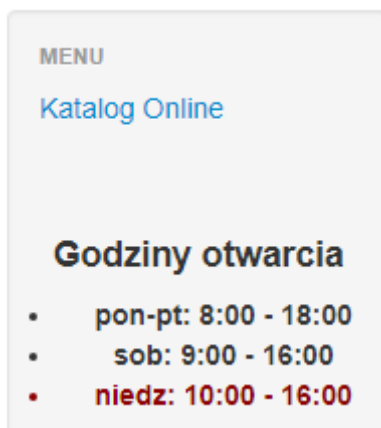 MENU
Katalog Online
Godziny otwarcia
• pon-pt: 8:00 - 18:00
• sob: 9:00 - 16:00
• niedz: 10:00 - 16:00